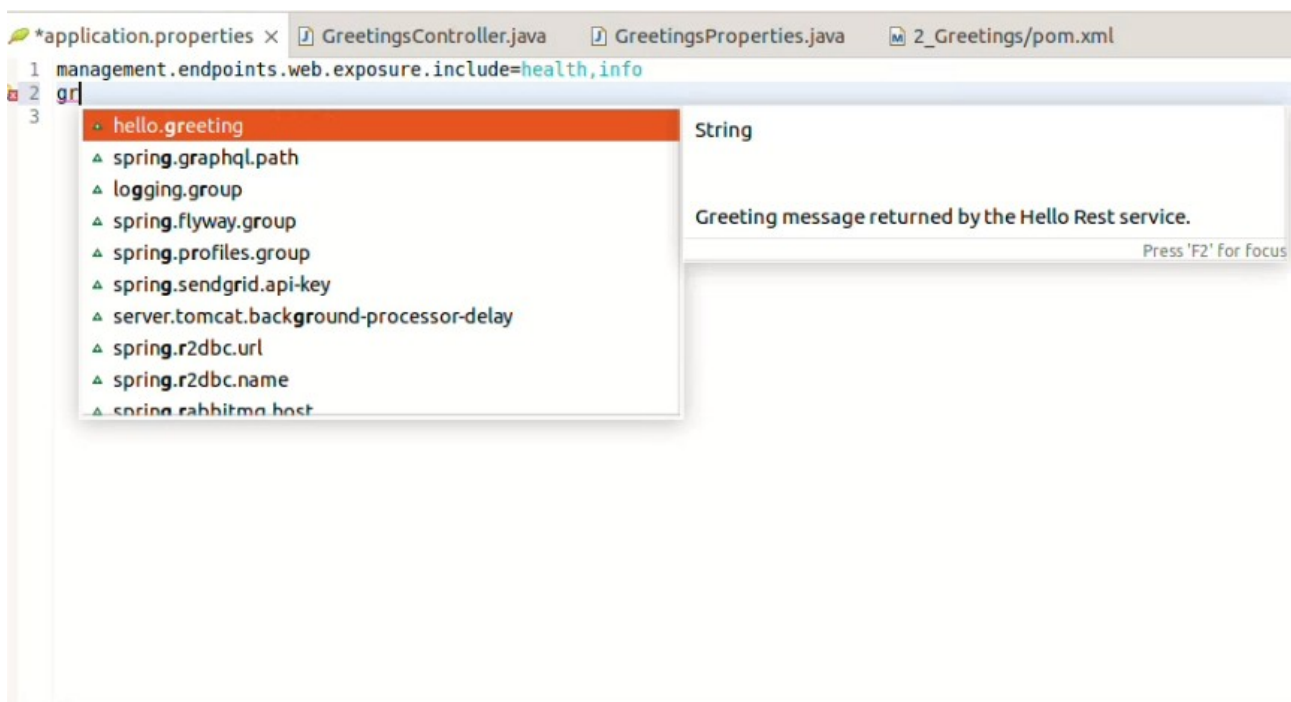 *application.properties GreetingsController.java GreetingsProperties.java 2_Greetings/pom.xml
1 management.endpoints.web.exposure.include=health,info
2 gr
3
hello.greeting
spring.graphql.path
logging.group
spring.flyway.group
spring.profiles.group
spring.sendgrid.api-key
server.tomcat.background-processor-delay
spring.r2dbc.url
spring.r2dbc.name
spring.rabbitmq.host
String
Greeting message returned by the Hello Rest service.
Press 'F2' for focus